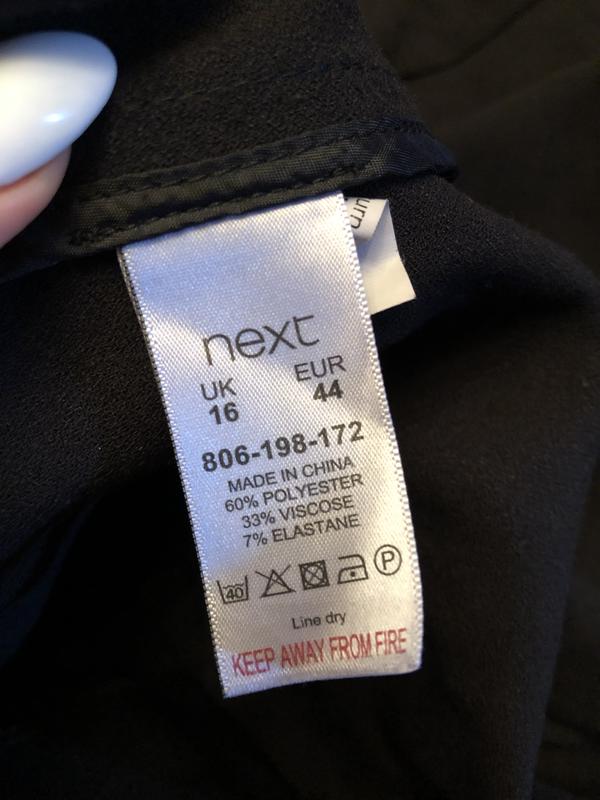 next
UK EUR
16 44
806-198-172
MADE IN CHINA
60% POLYESTER
33% VISCOSE
7% ELASTANE
40 P
Line dry
KEEP AWAY FROM FIRE